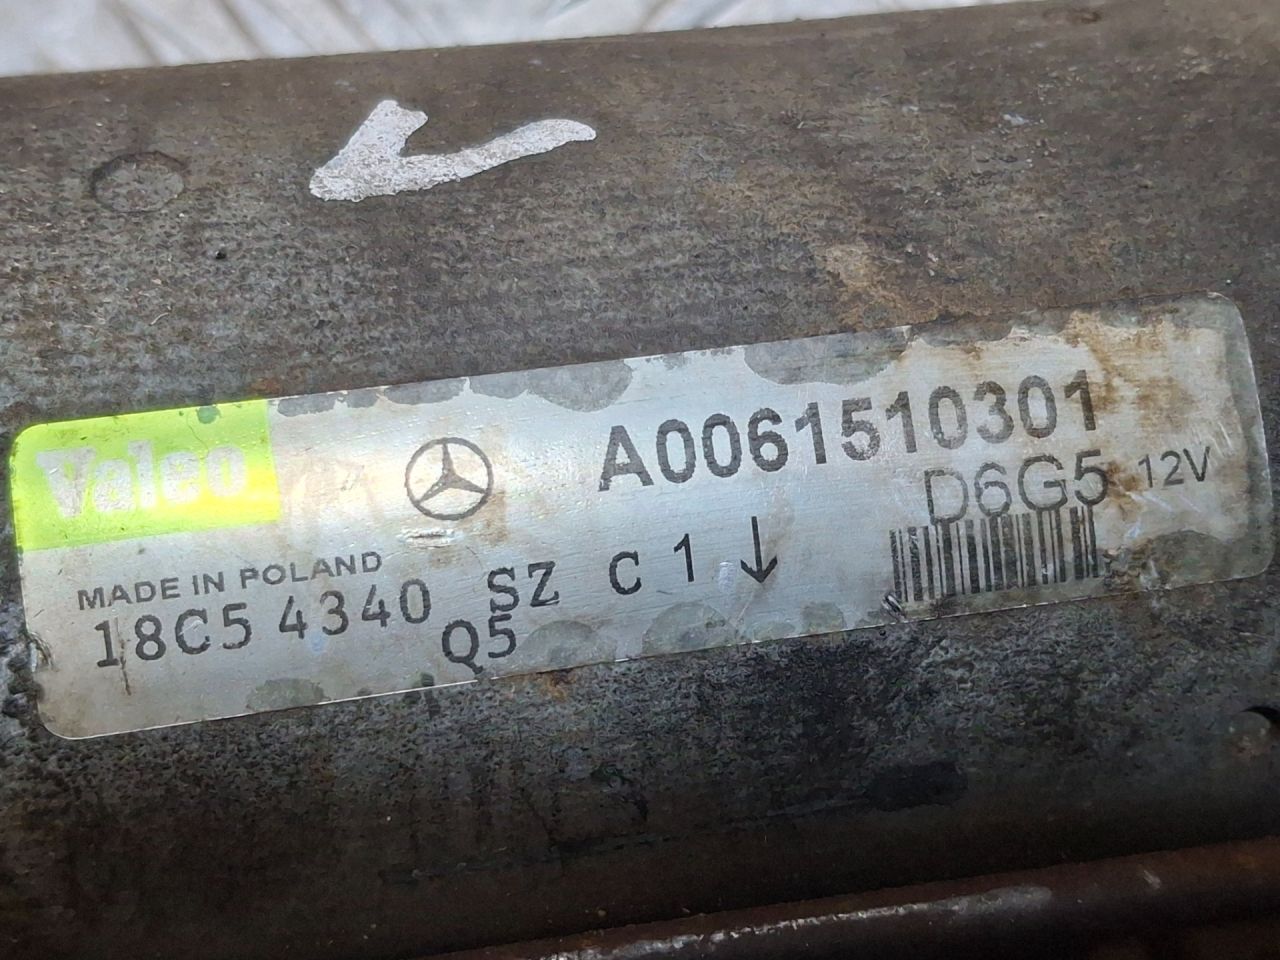 Valeo
A0061510301
D6G5 12V
MADE IN POLAND
18C5 4340 SZ C 1 ↓
Q5